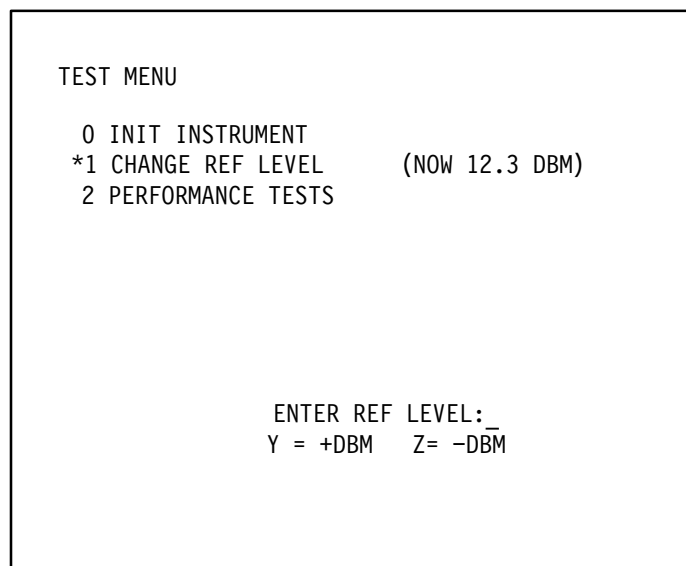 TEST MENU
0 INIT INSTRUMENT
*1 CHANGE REF LEVEL (NOW 12.3 DBM)
2 PERFORMANCE TESTS
ENTER REF LEVEL:_
Y = +DBM Z= −DBM